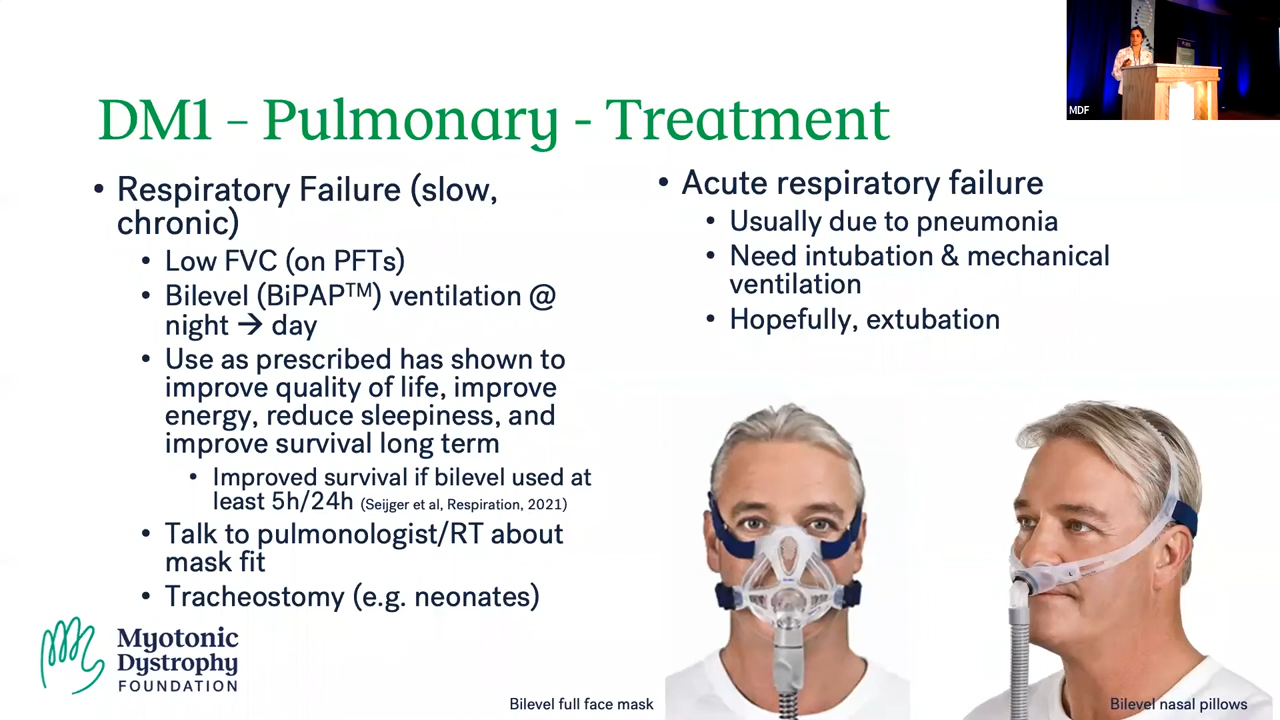 MDF
DM1 – Pulmonary - Treatment
• Respiratory Failure (slow,
chronic)
• Low FVC (on PFTs)
• Bilevel (BiPAP™) ventilation @
night → day
• Use as prescribed has shown to
improve quality of life, improve
energy, reduce sleepiness, and
improve survival long term
• Improved survival if bilevel used at
least 5h/24h (Seijger et al, Respiration, 2021)
• Talk to pulmonologist/RT about
mask fit
• Tracheostomy (e.g. neonates)
• Acute respiratory failure
• Usually due to pneumonia
• Need intubation & mechanical
ventilation
• Hopefully, extubation
Myotonic
Dystrophy
FOUNDATION
Bilevel full face mask
Bilevel nasal pillows